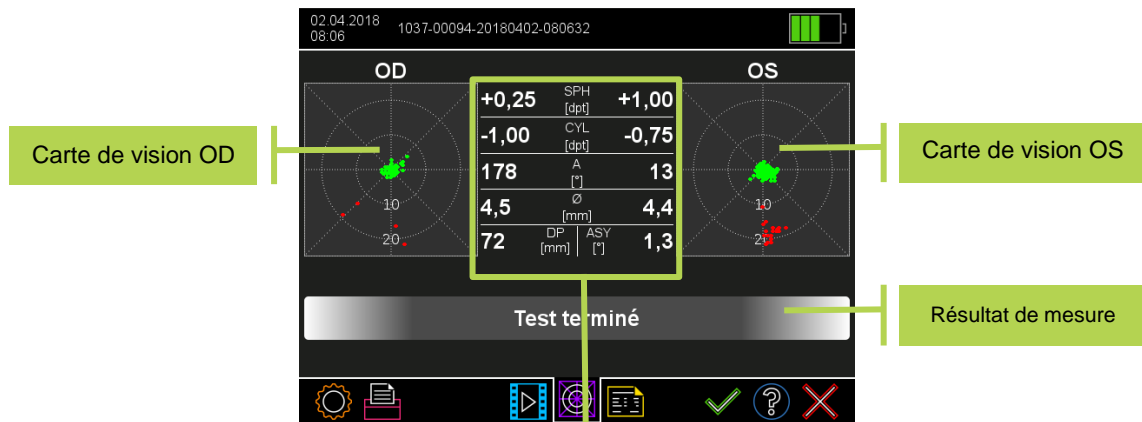 02.04.2018
08:06
1037-00094-20180402-080632
OD
OS
+0,25 SPH [dpt] +1,00
-1,00 CYL [dpt] -0,75
178 A [°] 13
4,5 Ø [mm] 4,4
72 DP [mm] ASY [°] 1,3
10
20
10
20
Carte de vision OD
Carte de vision OS
Test terminé
Résultat de mesure
?